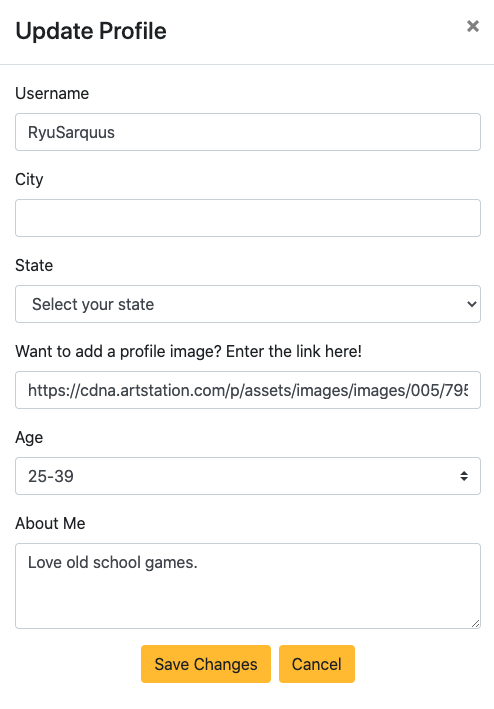 Update Profile
×
Username
RyuSarquus
City
State
Select your state
Want to add a profile image? Enter the link here!
https://cdna.artstation.com/p/assets/images/images/005/795
Age
25-39
About Me
Love old school games.
Save Changes
Cancel